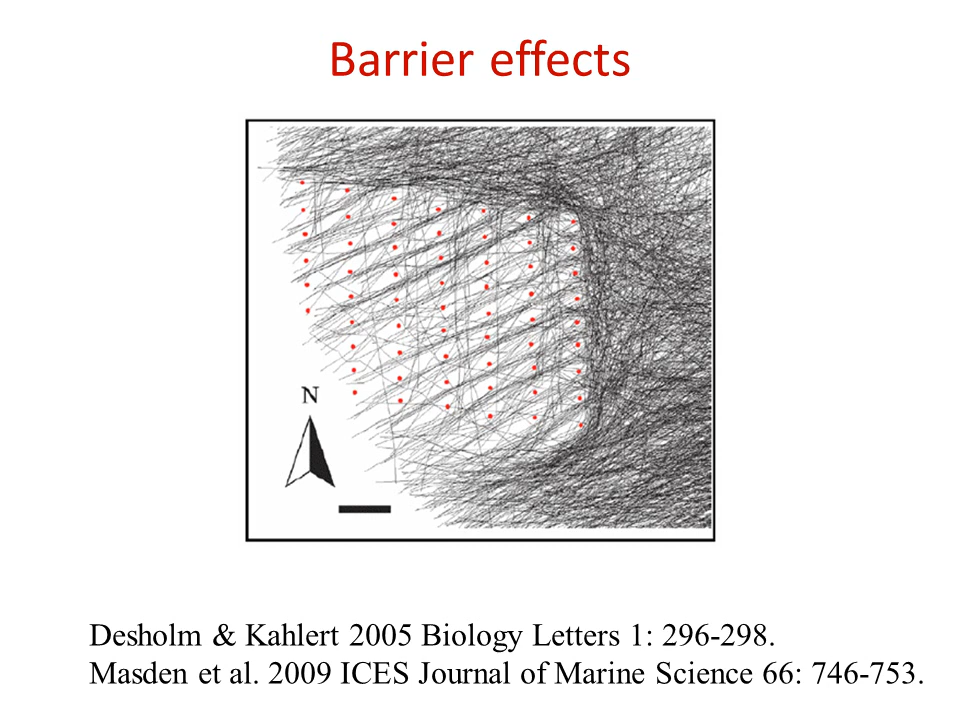 Barrier effects
N
Desholm & Kahlert 2005 Biology Letters 1: 296-298.
Masden et al. 2009 ICES Journal of Marine Science 66: 746-753.